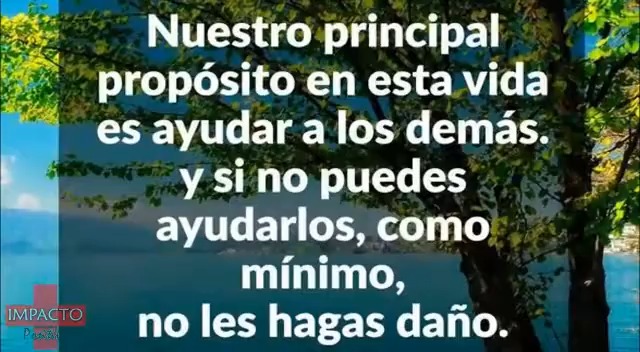 Nuestro principal
propósito en esta vida
es ayudar a los demás.
y si no puedes
ayudarlos, como
mínimo,
no les hagas daño.
IMPACTO